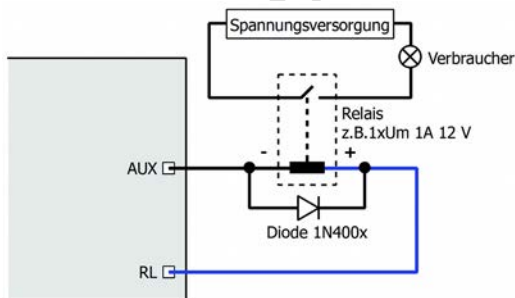 Spannungsversorgung
Verbraucher
Relais
z.B.1xUm 1A 12 V
- +
AUX
Diode 1N400x
RL